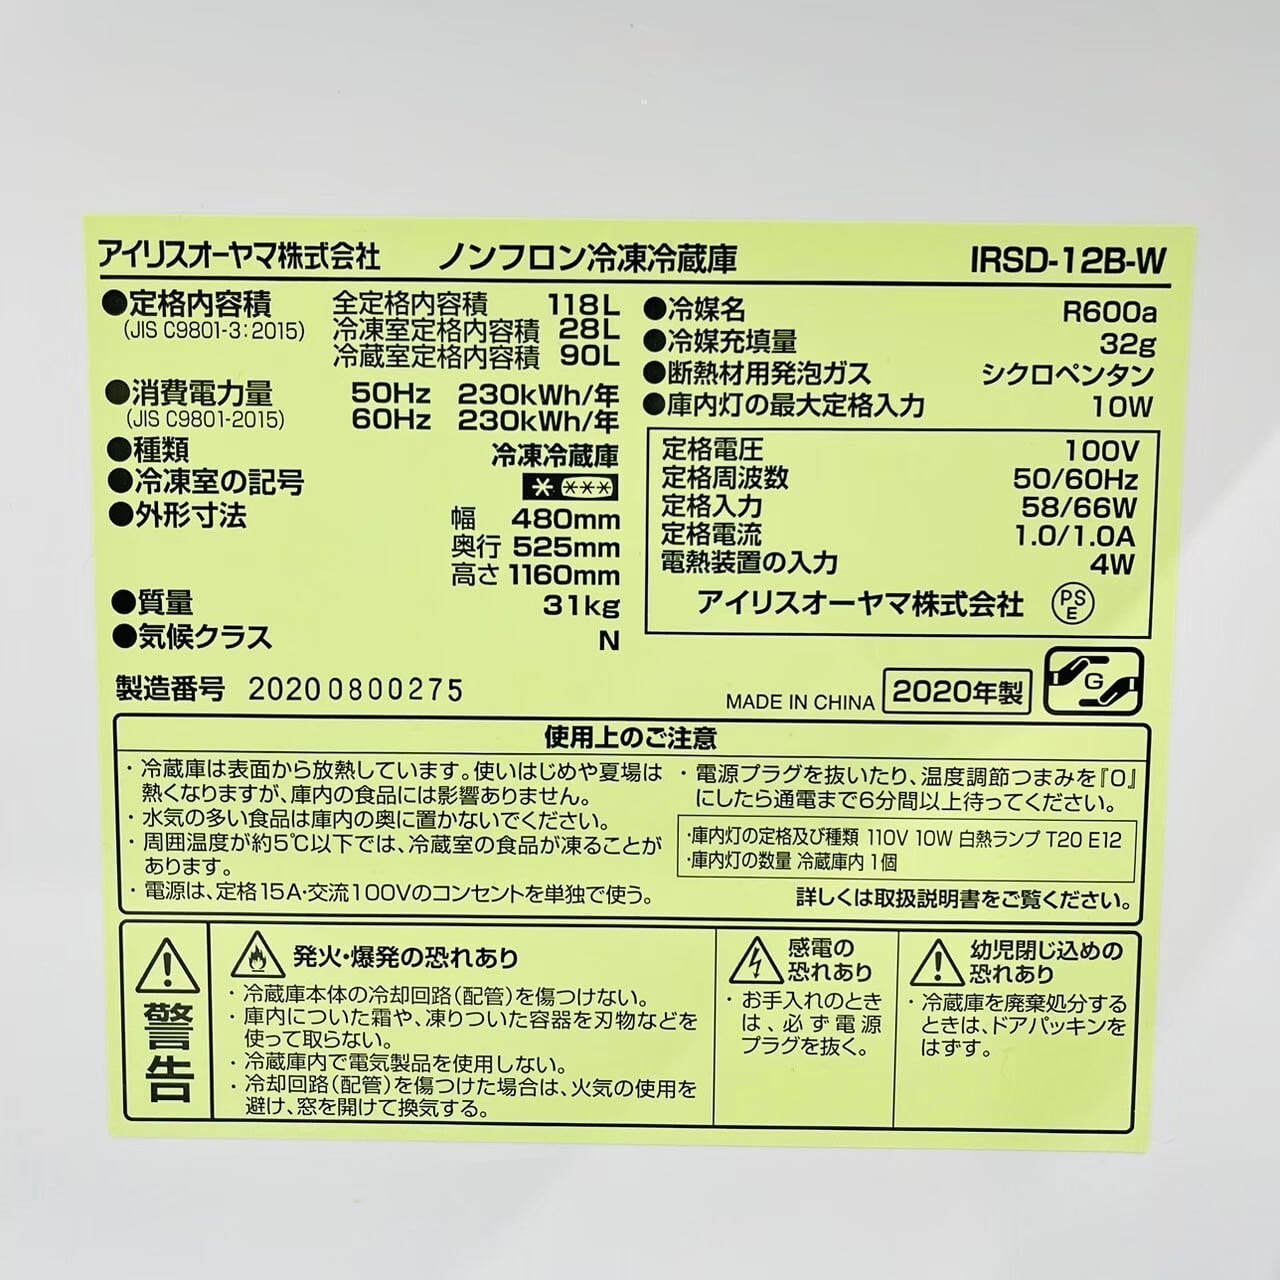 アイリスオーヤマ株式会社 ノンフロン冷凍冷蔵庫 IRSD-12B-W
●定格内容積 全定格内容積 118L
(JIS C9801-3:2015) 冷凍室定格内容積 28L
冷蔵室定格内容積 90L
●消費電力量 50Hz 230kWh/年
(JIS C9801-2015) 60Hz 230kWh/年
●種類 冷凍冷蔵庫
●冷凍室の記号 * ***
●外形寸法 幅 480mm
奥行 525mm
高さ 1160mm
●質量 31kg
●気候クラス N
●冷媒名 R600a
●冷媒充填量 32g
●断熱材用発泡ガス シクロペンタン
●庫内灯の最大定格入力 10W
定格電圧 100V
定格周波数 50/60Hz
定格入力 58/66W
定格電流 1.0/1.0A
電熱装置の入力 4W
アイリスオーヤマ株式会社 PS E
製造番号 20200800275
MADE IN CHINA 2020年製 G
使用上のご注意
・冷蔵庫は表面から放熱しています。使いはじめや夏場は
熱くなりますが、庫内の食品には影響ありません。
・水気の多い食品は庫内の奥に置かないでください。
・周囲温度が約5℃以下では、冷蔵室の食品が凍ることが
あります。
・電源は、定格15A・交流100Vのコンセントを単独で使う。
・電源プラグを抜いたり、温度調節つまみを『0』
にしたら通電まで6分間以上待ってください。
・庫内灯の定格及び種類 110V 10W 白熱ランプ T20 E12
・庫内灯の数量 冷蔵庫内 1個
詳しくは取扱説明書をご覧ください。
警告
発火・爆発の恐れあり
・冷蔵庫本体の冷却回路(配管)を傷つけない。
・庫内についた霜や、凍りついた容器を刃物などを
使って取らない。
・冷蔵庫内で電気製品を使用しない。
・冷却回路(配管)を傷つけた場合は、火気の使用を
避け、窓を開けて換気する。
感電の
恐れあり
・お手入れのとき
は、必ず電源
プラグを抜く。
幼児閉じ込めの
恐れあり
・冷蔵庫を廃棄処分する
ときは、ドアパッキンを
はずす。